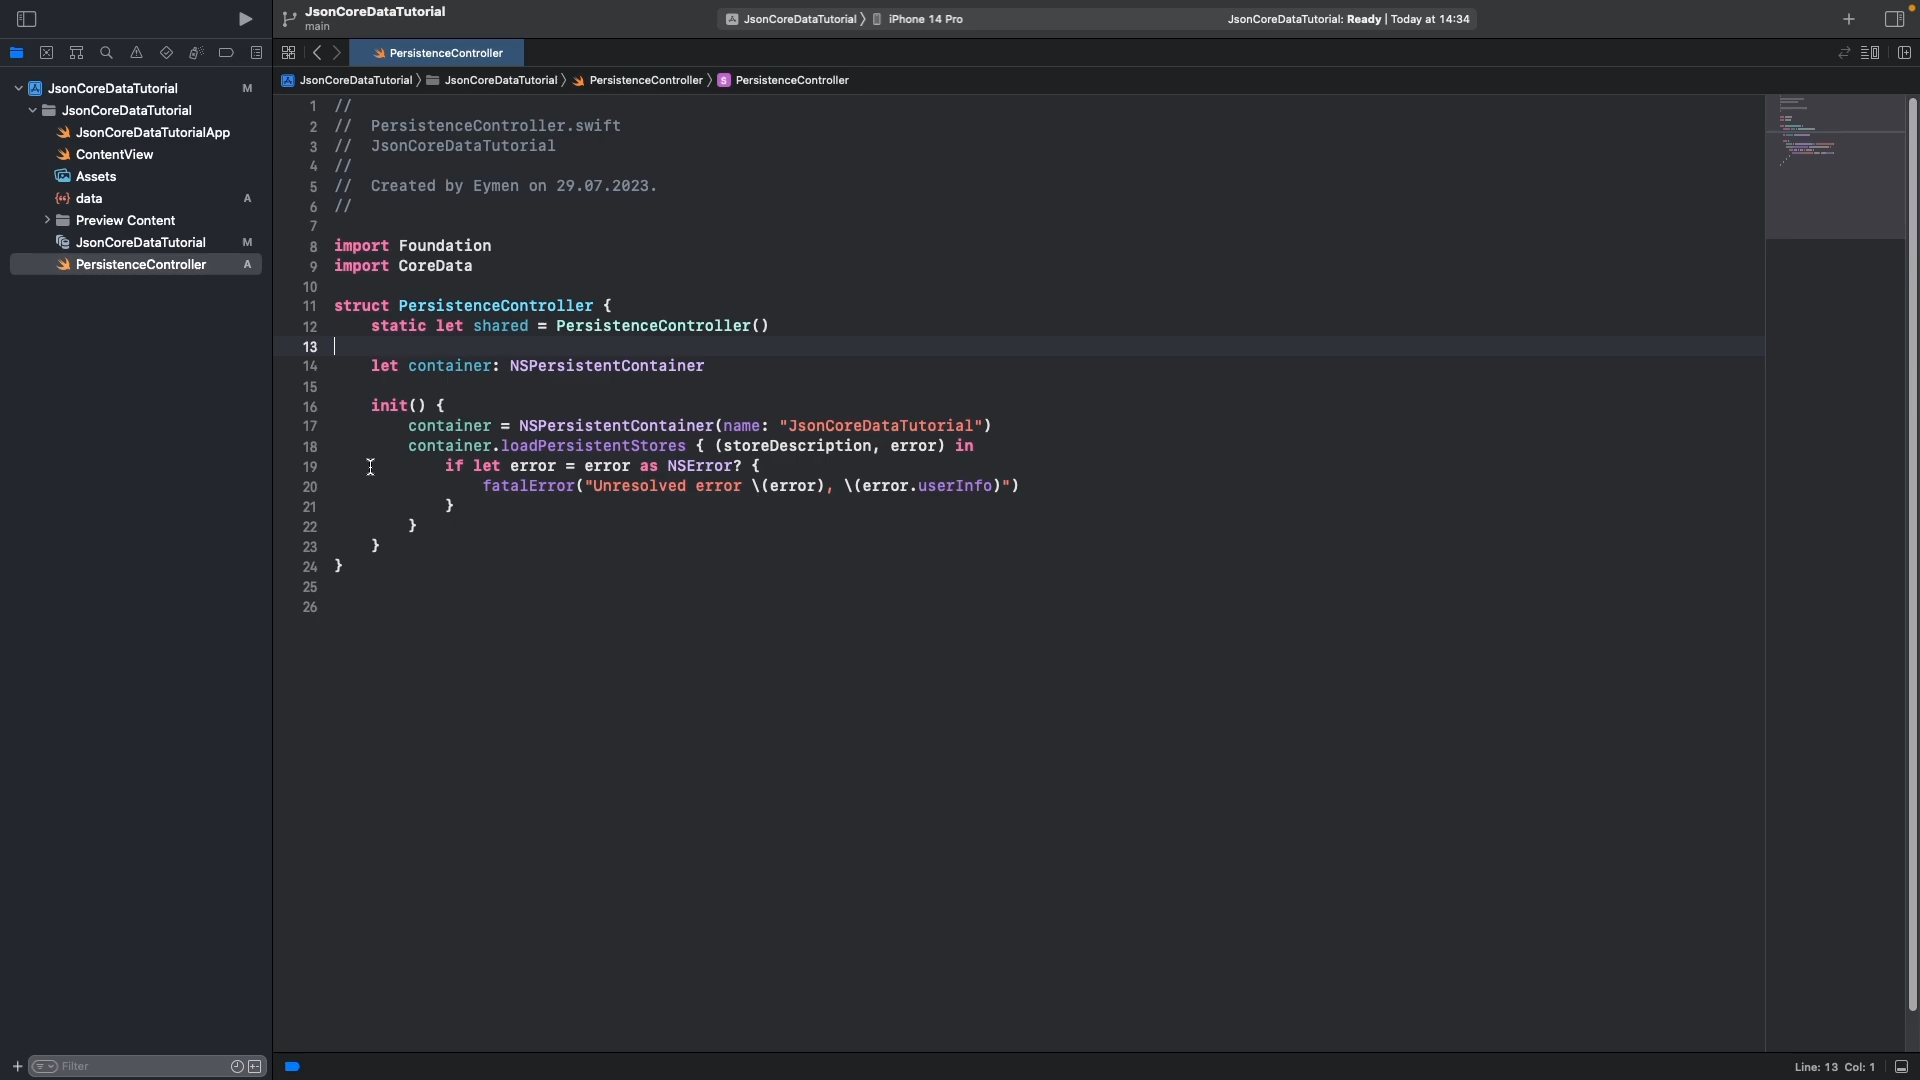 JsonCoreDataTutorial
main
JsonCoreDataTutorial
iPhone 14 Pro
JsonCoreDataTutorial: Ready | Today at 14:34
PersistenceController
JsonCoreDataTutorial
JsonCoreDataTutorial
PersistenceController
S PersistenceController
JsonCoreDataTutorial M
JsonCoreDataTutorial
JsonCoreDataTutorialApp
ContentView
Assets
data A
Preview Content
JsonCoreDataTutorial M
PersistenceController A
1 //
2 // PersistenceController.swift
3 // JsonCoreDataTutorial
4 //
5 // Created by Eymen on 29.07.2023.
6 //
7
8 import Foundation
9 import CoreData
10
11 struct PersistenceController {
12 static let shared = PersistenceController()
13
14 let container: NSPersistentContainer
15
16 init() {
17 container = NSPersistentContainer(name: "JsonCoreDataTutorial")
18 container.loadPersistentStores { (storeDescription, error) in
19 if let error = error as NSError? {
20 fatalError("Unresolved error \(error), \(error.userInfo)")
21 }
22 }
23 }
24 }
25
26
Filter
Line: 13 Col: 1